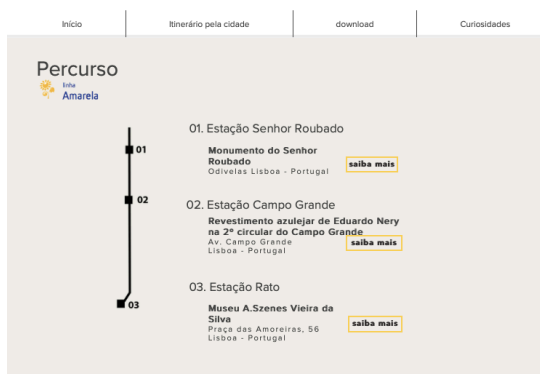 Início
Itinerário pela cidade
download
Curiosidades
Percurso
linha
Amarela
01
02
03
01. Estação Senhor Roubado
Monumento do Senhor
Roubado
Odivelas Lisboa - Portugal
saiba mais
02. Estação Campo Grande
Revestimento azulejar de Eduardo Nery
na 2ª circular do Campo Grande
Av. Campo Grande
Lisboa - Portugal
saiba mais
03. Estação Rato
Museu A.Szenes Vieira da
Silva
Praça das Amoreiras, 56
Lisboa - Portugal
saiba mais